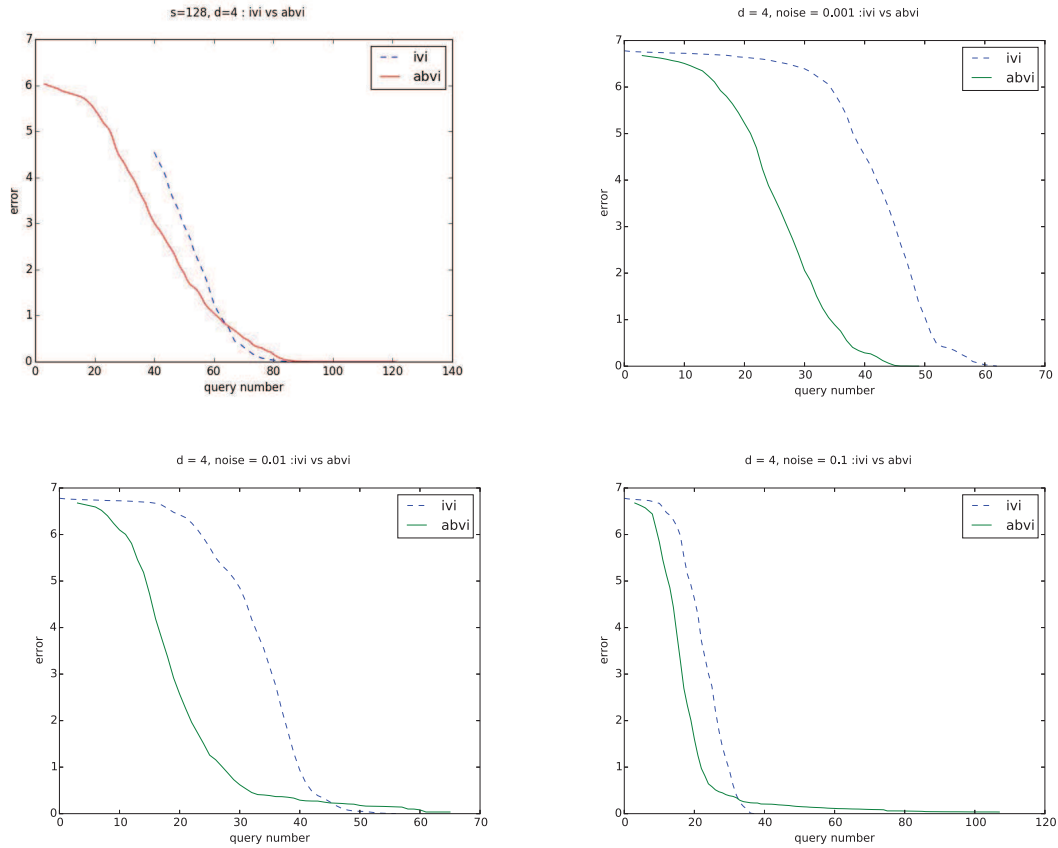 s=128, d=4 : ivi vs abvi
7
6
5
4
3
2
1
0
error
ivi
abvi
0 20 40 60 80 100 120 140
query number
d = 4, noise = 0.001 :ivi vs abvi
7
6
5
4
3
2
1
0
error
ivi
abvi
0 10 20 30 40 50 60 70
query number
d = 4, noise = 0.01 :ivi vs abvi
7
6
5
4
3
2
1
0
error
ivi
abvi
0 10 20 30 40 50 60 70
query number
d = 4, noise = 0.1 :ivi vs abvi
7
6
5
4
3
2
1
0
error
ivi
abvi
0 20 40 60 80 100 120
query number